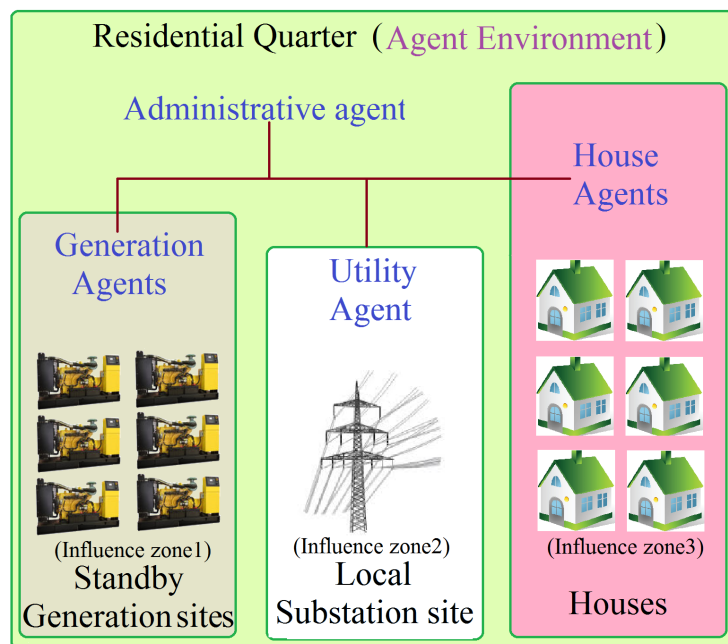 Residential Quarter (Agent Environment)
Administrative agent
House
Agents
Generation
Agents
Utility
Agent
(Influence zone1)
Standby
Generation sites
(Influence zone2)
Local
Substation site
(Influence zone3)
Houses